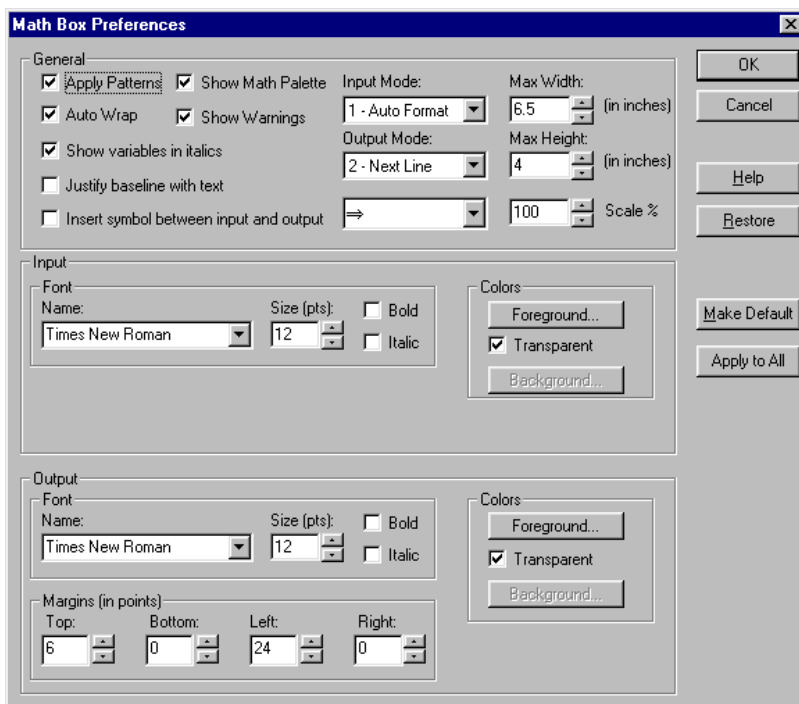 Math Box Preferences
General
Apply Patterns
Show Math Palette
Input Mode:
Max Width:
Auto Wrap
Show Warnings
1 - Auto Format
6.5
(in inches)
Show variables in italics
Output Mode:
Max Height:
2 - Next Line
4
(in inches)
Justify baseline with text
Insert symbol between input and output
⇒
100
Scale %
OK
Cancel
Help
Restore
Make Default
Apply to All
Input
Font
Name:
Size (pts):
Bold
Times New Roman
12
Italic
Colors
Foreground...
Transparent
Background...
Output
Font
Name:
Size (pts):
Bold
Times New Roman
12
Italic
Colors
Foreground...
Transparent
Background...
Margins (in points)
Top:
Bottom:
Left:
Right:
6
0
24
0